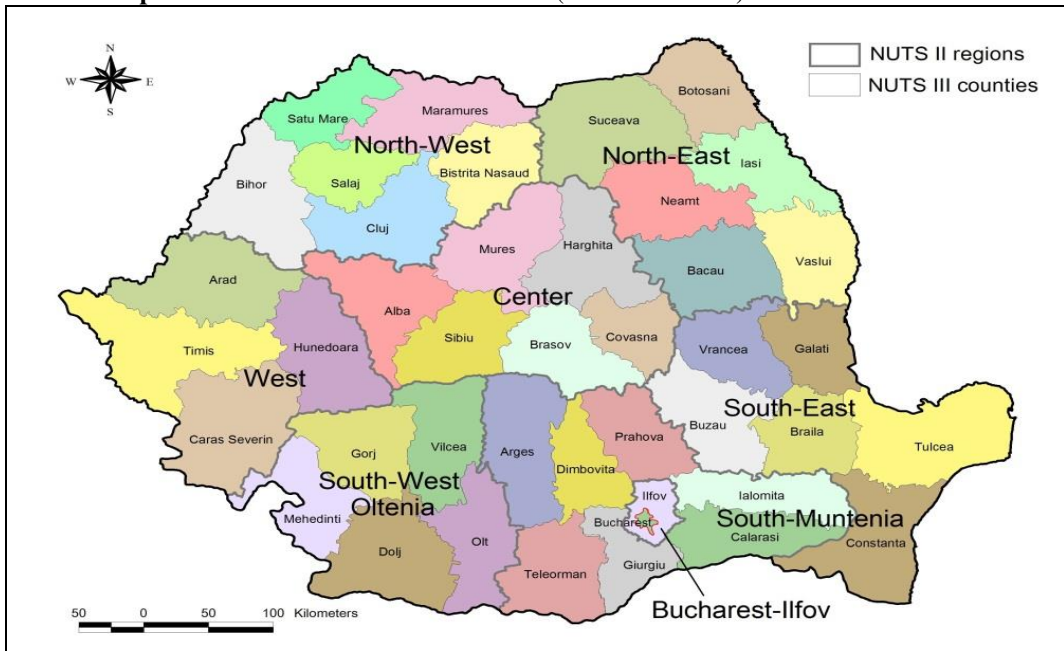 N
W E
S
NUTS II regions
NUTS III counties
Botosani
Satu Mare
Maramures
Suceava
North-West
North-East
Iasi
Bihor
Salaj
Bistrita Nasaud
Neamt
Cluj
Mures
Harghita
Vaslui
Bacau
Arad
Center
Alba
Covasna
Timis
Hunedoara
Sibiu
Brasov
Vrancea
Galati
West
South-East
Caras Severin
Buzau
Braila
Tulcea
Gorj
Vilcea
Arges
Prahova
Dimbovita
South-West
Oltenia
Ilfov
Ialomita
Mehedinti
Bucharest
South-Muntenia
Calarasi
Constanta
Dolj
Olt
Teleorman
Giurgiu
Bucharest-Ilfov
50 0 50 100 Kilometers